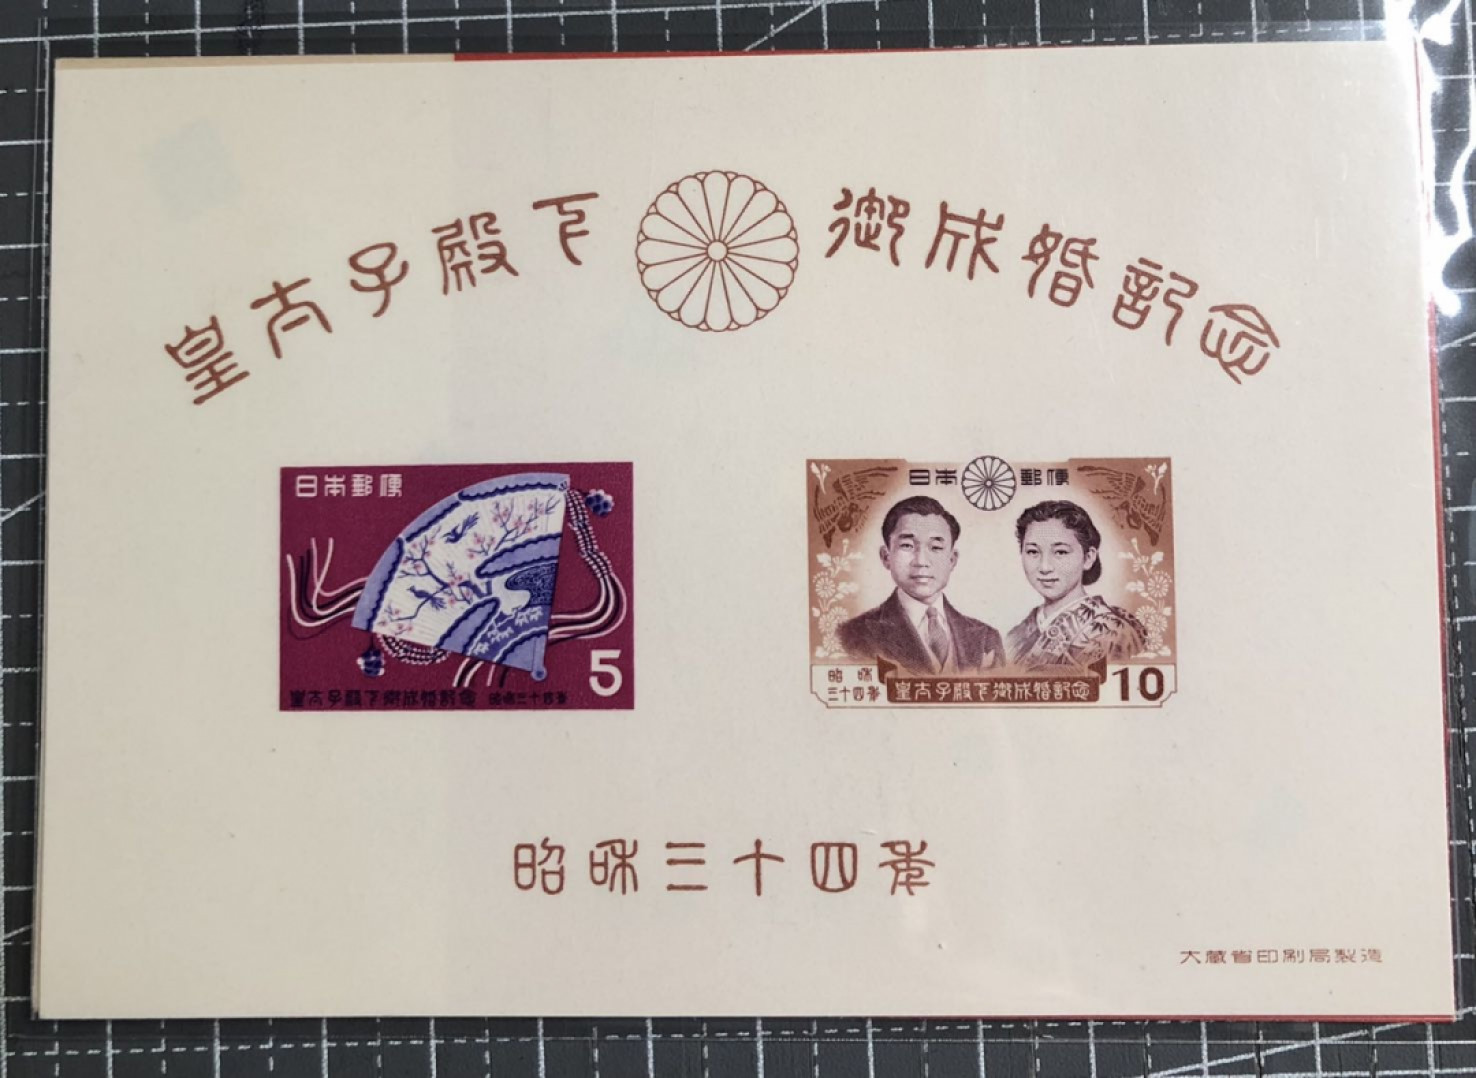 皇太子殿下 御成婚記念
日本郵便
5
皇太子殿下御成婚記念 昭和三十四年
日本 郵便
昭和
三十四年
皇太子殿下御成婚記念
10
昭和三十四年
大蔵省印刷局製造